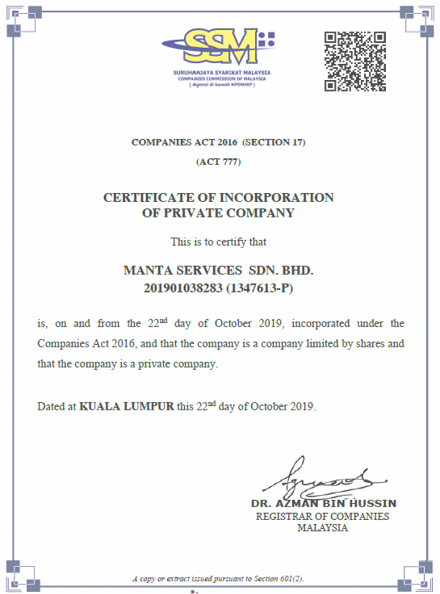 SSM
SURUHANJAYA SYARIKAT MALAYSIA
COMPANIES COMMISSION OF MALAYSIA
( Agensi di bawah KPDNHEP )
COMPANIES ACT 2016 (SECTION 17)
(ACT 777)
CERTIFICATE OF INCORPORATION
OF PRIVATE COMPANY
This is to certify that
MANTA SERVICES SDN. BHD.
201901038283 (1347613-P)
is, on and from the 22nd day of October 2019, incorporated under the
Companies Act 2016, and that the company is a company limited by shares and
that the company is a private company.
Dated at KUALA LUMPUR this 22nd day of October 2019.
DR. AZMAN BIN HUSSIN
REGISTRAR OF COMPANIES
MALAYSIA
A copy or extract issued pursuant to Section 601(2).